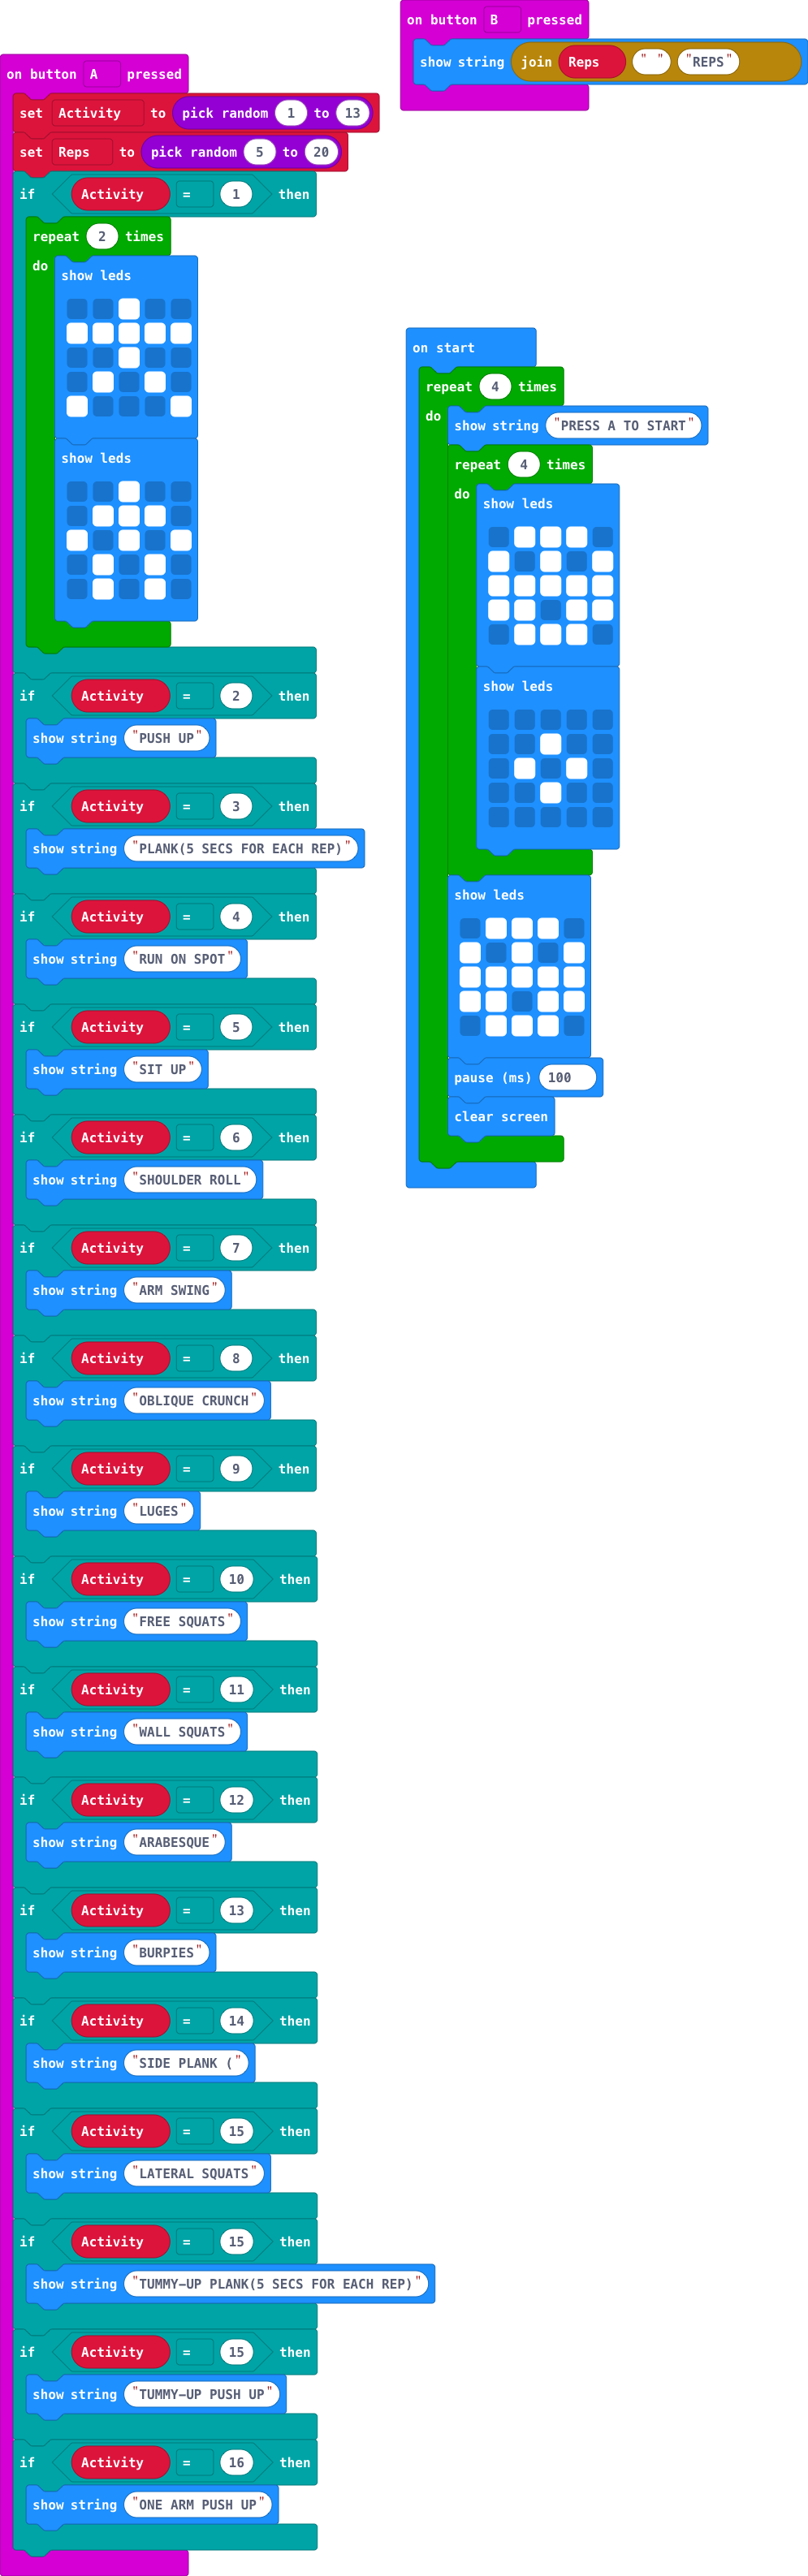 on button A pressed
set Activity to pick random 1 to 13
set Reps to pick random 5 to 20
if Activity = 1 then
repeat 2 times
do
show leds
show leds
if Activity = 2 then
show string "PUSH UP"
if Activity = 3 then
show string "PLANK(5 SECS FOR EACH REP)"
if Activity = 4 then
show string "RUN ON SPOT"
if Activity = 5 then
show string "SIT UP"
if Activity = 6 then
show string "SHOULDER ROLL"
if Activity = 7 then
show string "ARM SWING"
if Activity = 8 then
show string "OBLIQUE CRUNCH"
if Activity = 9 then
show string "LUGES"
if Activity = 10 then
show string "FREE SQUATS"
if Activity = 11 then
show string "WALL SQUATS"
if Activity = 12 then
show string "ARABESQUE"
if Activity = 13 then
show string "BURPIES"
if Activity = 14 then
show string "SIDE PLANK ("
if Activity = 15 then
show string "LATERAL SQUATS"
if Activity = 15 then
show string "TUMMY-UP PLANK(5 SECS FOR EACH REP)"
if Activity = 15 then
show string "TUMMY-UP PUSH UP"
if Activity = 16 then
show string "ONE ARM PUSH UP"
on button B pressed
show string join Reps " " "REPS"
on start
repeat 4 times
do
show string "PRESS A TO START"
repeat 4 times
do
show leds
show leds
show leds
pause (ms) 100
clear screen